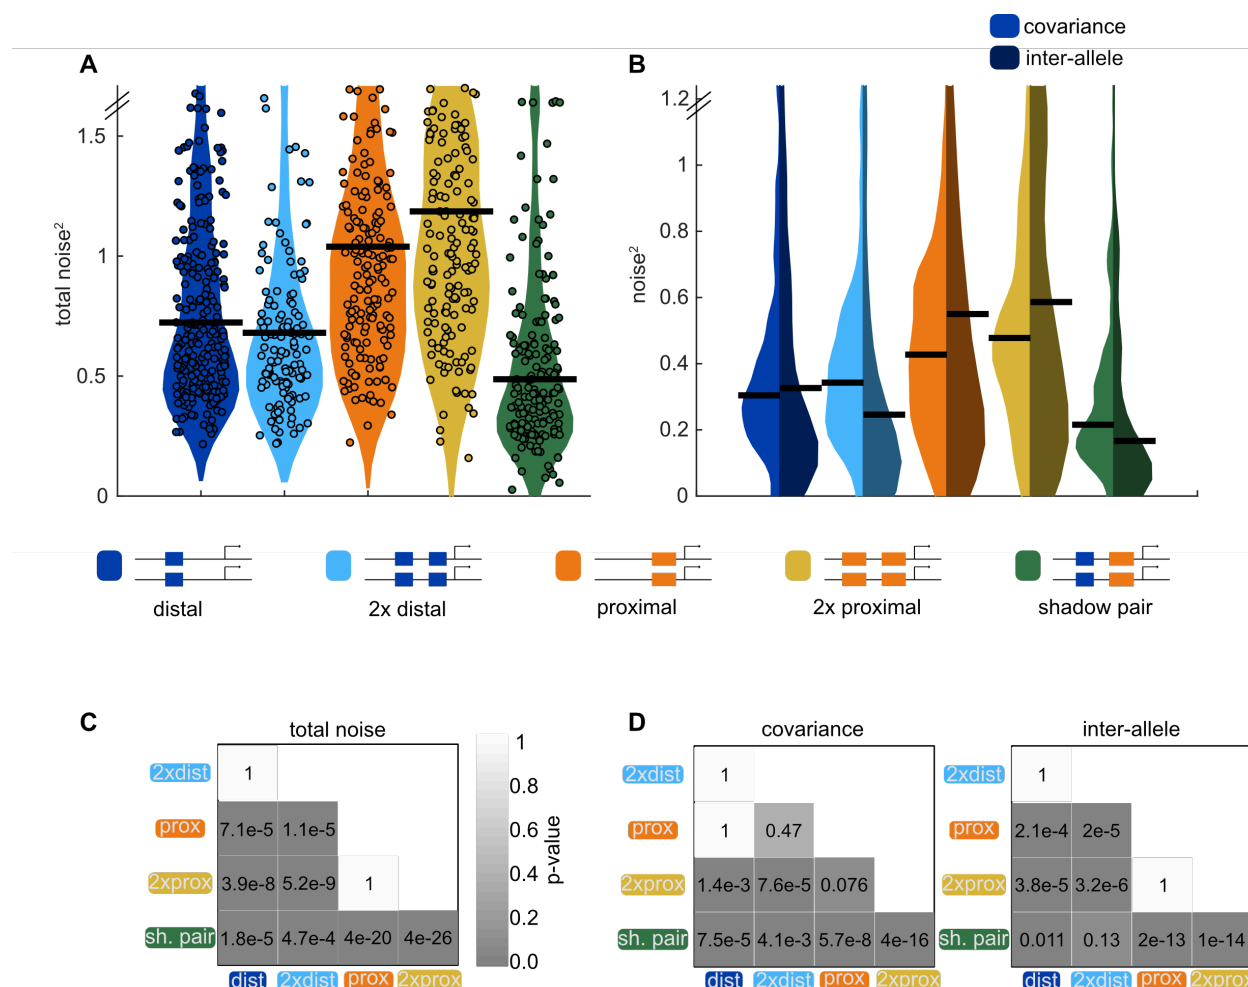 covariance
inter-allele
A
B
total noise2
1.5
1
0.5
0
noise2
1.2
1
0.8
0.6
0.4
0.2
0
distal
2x distal
proximal
2x proximal
shadow pair
C
total noise
2xdist
1
prox
7.1e-5 1.1e-5
2xprox
3.9e-8 5.2e-9 1
sh. pair
1.8e-5 4.7e-4 4e-20 4e-26
dist 2xdist prox 2xprox
1
0.8
0.6
0.4
0.2
0.0
p-value
D
covariance
2xdist
1
prox
1 0.47
2xprox
1.4e-3 7.6e-5 0.076
sh. pair
7.5e-5 4.1e-3 5.7e-8 4e-16
dist 2xdist prox 2xprox
inter-allele
2xdist
1
prox
2.1e-4 2e-5
2xprox
3.8e-5 3.2e-6 1
sh. pair
0.011 0.13 2e-13 1e-14
dist 2xdist prox 2xprox